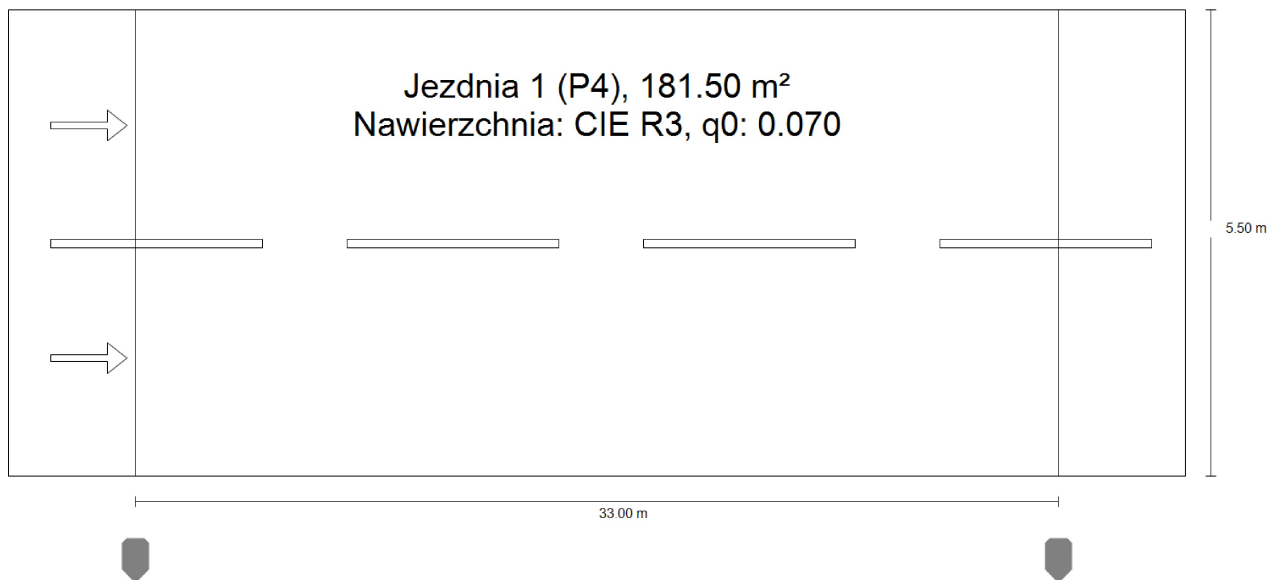 Jezdnia 1 (P4), 181.50 m²
Nawierzchnia: CIE R3, q0: 0.070
5.50 m
33.00 m